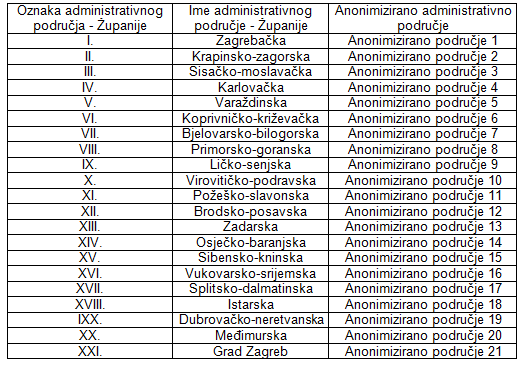 Oznaka administrativnog područja - Županije	Ime administrativnog područje - Županije	Anonimizirano administrativno područje
I.	Zagrebačka	Anonimizirano područje 1
II.	Krapinsko-zagorska	Anonimizirano područje 2
III.	Sisačko-moslavačka	Anonimizirano područje 3
IV.	Karlovačka	Anonimizirano područje 4
V.	Varaždinska	Anonimizirano područje 5
VI.	Koprivničko-križevačka	Anonimizirano područje 6
VII.	Bjelovarsko-bilogorska	Anonimizirano područje 7
VIII.	Primorsko-goranska	Anonimizirano područje 8
IX.	Ličko-senjska	Anonimizirano područje 9
X.	Virovitičko-podravska	Anonimizirano područje 10
XI.	Požeško-slavonska	Anonimizirano područje 11
XII.	Brodsko-posavska	Anonimizirano područje 12
XIII.	Zadarska	Anonimizirano područje 13
XIV.	Osječko-baranjska	Anonimizirano područje 14
XV.	Sibensko-kninska	Anonimizirano područje 15
XVI.	Vukovarsko-srijemska	Anonimizirano područje 16
XVII.	Splitsko-dalmatinska	Anonimizirano područje 17
XVIII.	Istarska	Anonimizirano područje 18
IXX.	Dubrovačko-neretvanska	Anonimizirano područje 19
XX.	Međimurska	Anonimizirano područje 20
XXI.	Grad Zagreb	Anonimizirano područje 21